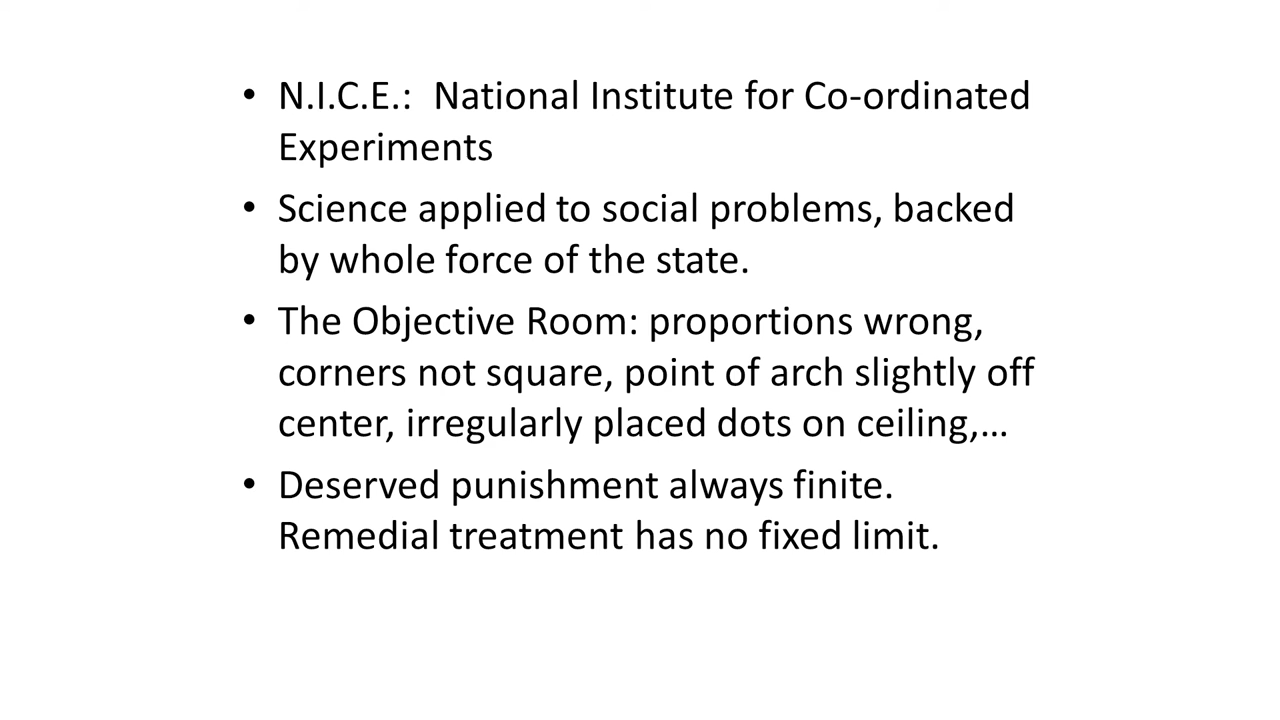 • N.I.C.E.:  National Institute for Co-ordinated
Experiments
• Science applied to social problems, backed
by whole force of the state.
• The Objective Room: proportions wrong,
corners not square, point of arch slightly off
center, irregularly placed dots on ceiling,…
• Deserved punishment always finite.
Remedial treatment has no fixed limit.